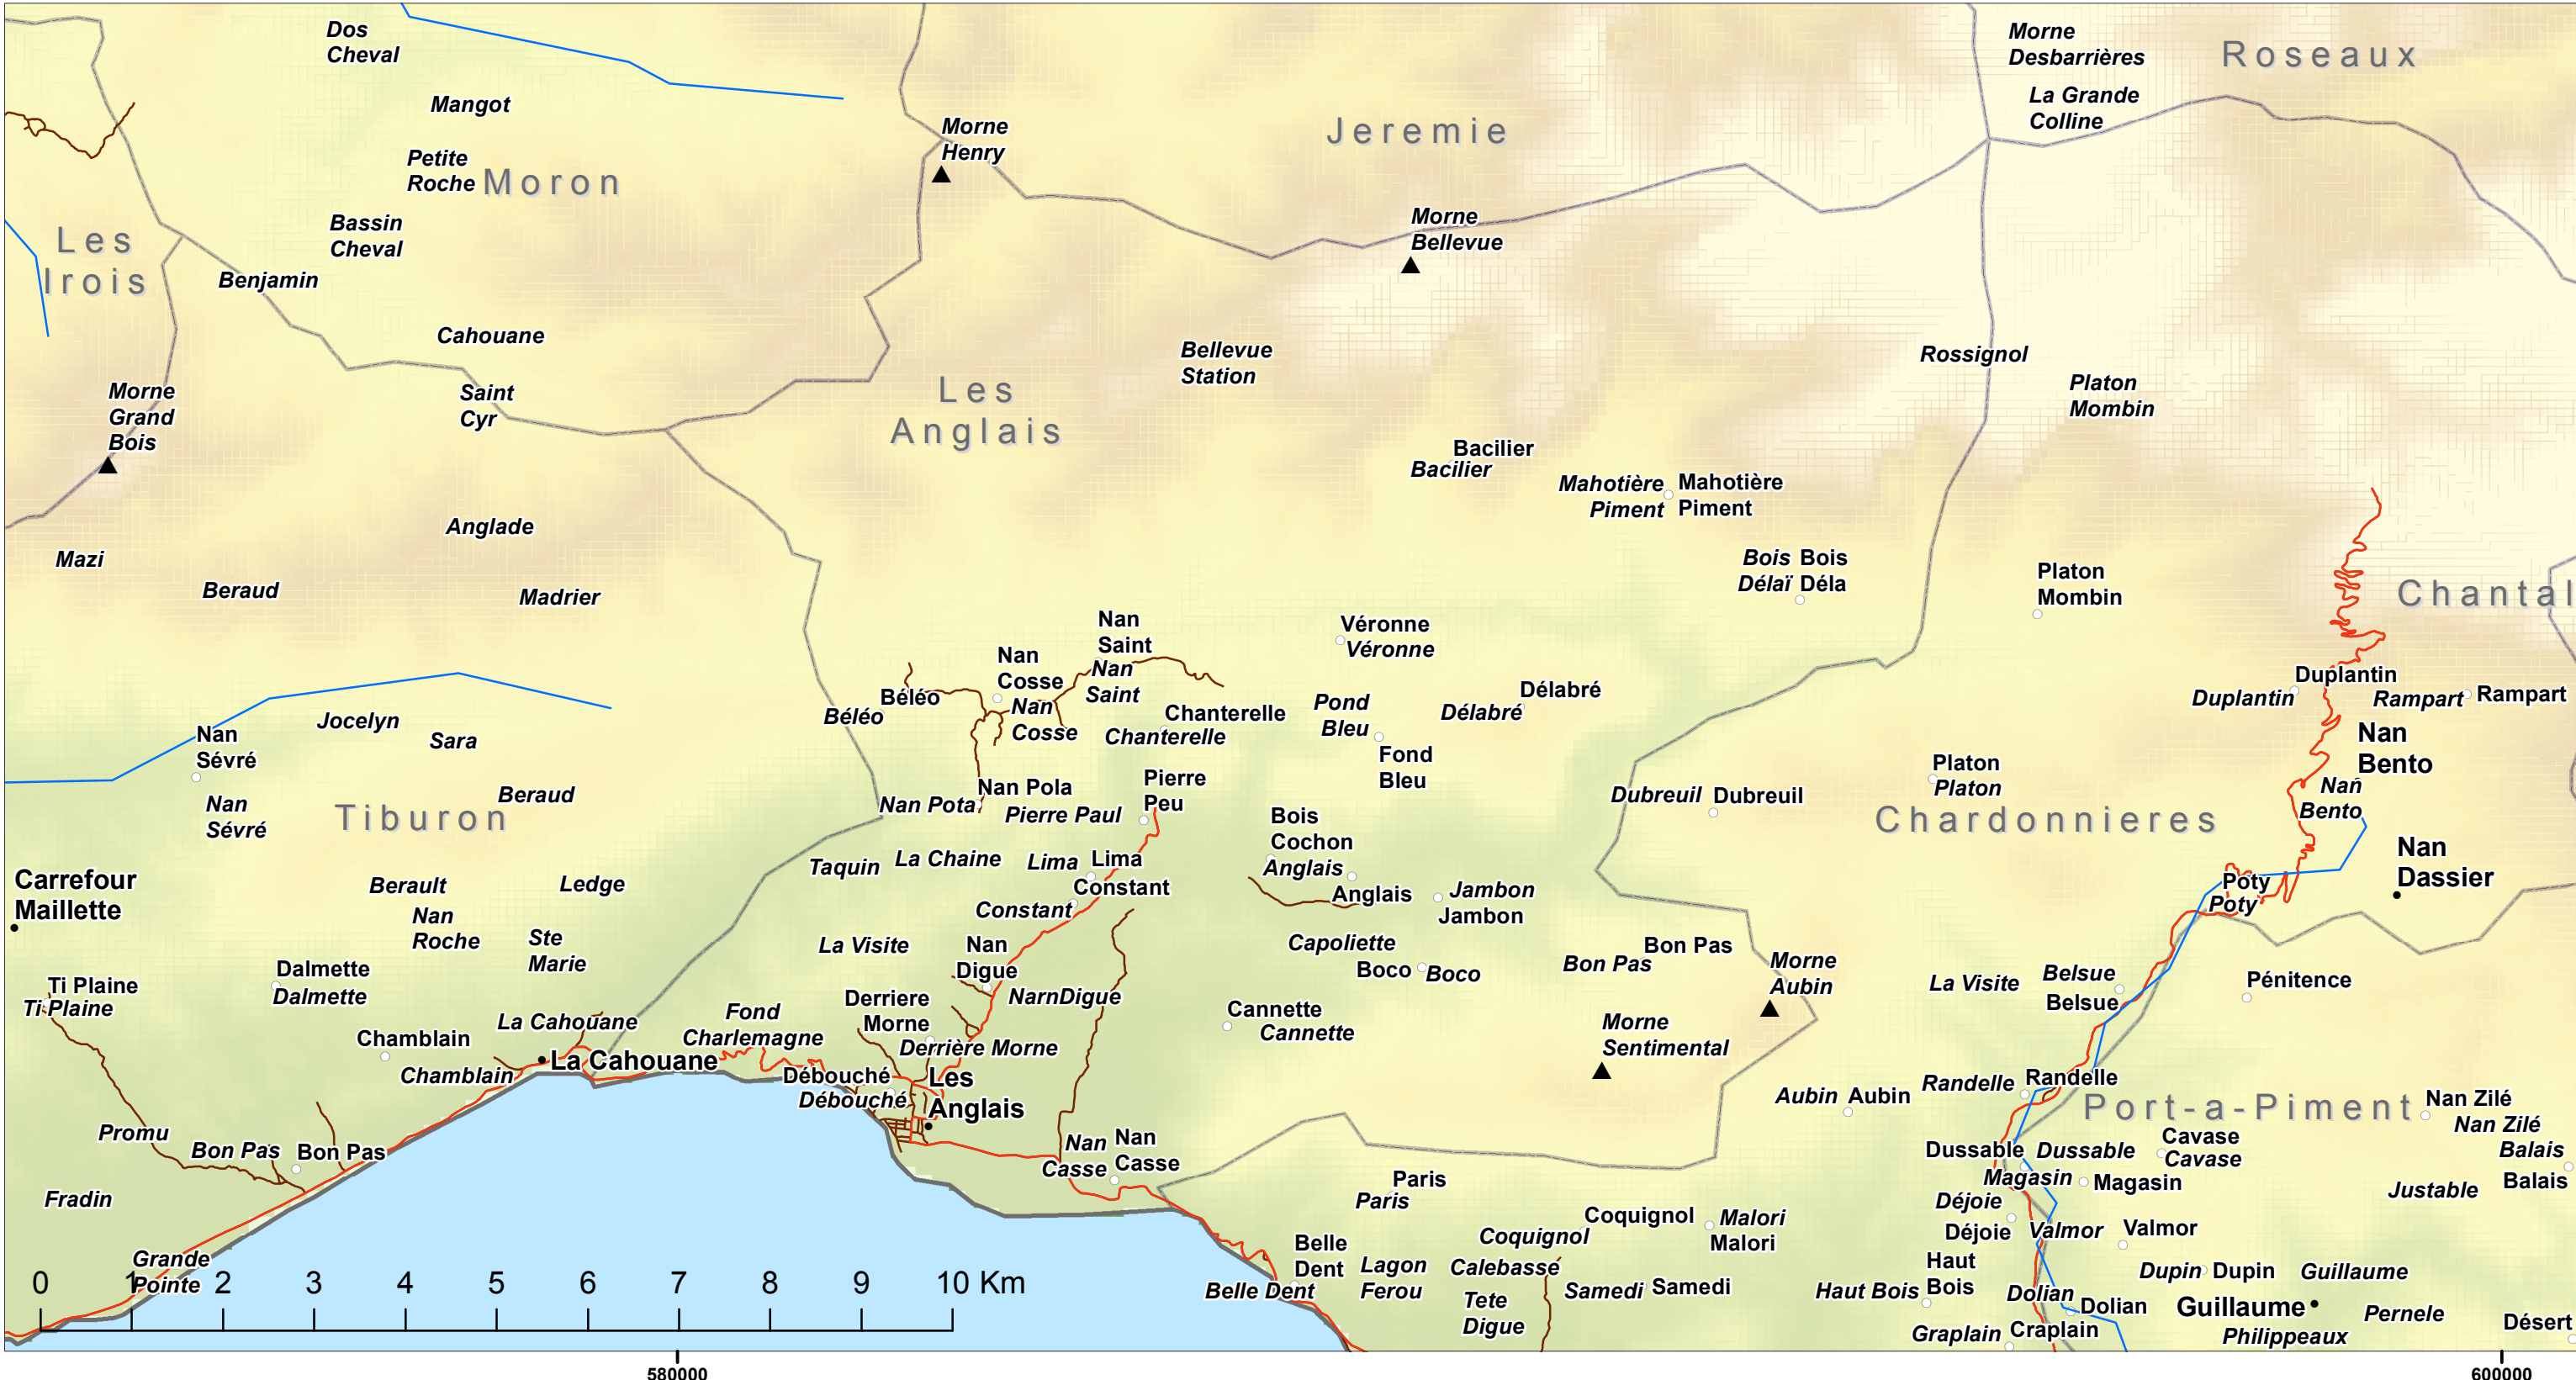 Dos
Cheval
Morne
Desbarrières
Roseaux
Mangot
La Grande
Colline
Morne
Henry
Jeremie
Petite
Roche
Moron
Bassin
Cheval
Morne
Bellevue
Les
Irois
Benjamin
Cahouane
Bellevue
Station
Rossignol
Morne
Grand
Bois
Saint
Cyr
Les
Anglais
Platon
Mombin
Bacilier
Bacilier
Mahotière
Piment
Mahotière
Piment
Anglade
Mazi
Beraud
Madrier
Bois
Délaï
Bois
Déla
Platon
Mombin
Chantal
Nan
Saint
Nan
Saint
Véronne
Véronne
Nan
Cosse
Nan
Cosse
Béléo
Béléo
Chanterelle
Chanterelle
Pond
Bleu
Fond
Bleu
Délabré
Délabré
Duplantin
Duplantin
Rampart
Rampart
Nan
Sévré
Nan
Sévré
Jocelyn
Sara
Beraud
Tiburon
Nan
Bento
Nan
Bento
Nan Pola
Nan Pota
Pierre Paul
Pierre
Peu
Dubreuil
Dubreuil
Platon
Platon
Chardonnieres
Bois
Cochon
Anglais
Anglais
Taquin
La Chaine
Lima
Lima
Constant
Constant
Jambon
Jambon
Nan
Dassier
Poty
Poty
Carrefour
Maillette
Berault
Ledge
Nan
Roche
Ste
Marie
La Visite
Nan
Digue
NarnDigue
Capoliette
Boco
Boco
Bon Pas
Bon Pas
Morne
Aubin
La Visite
Belsue
Belsue
Pénitence
Ti Plaine
Ti Plaine
Dalmette
Dalmette
Derriere
Morne
Derrière Morne
Fond
Charlemagne
Cannette
Cannette
Morne
Sentimental
Chamblain
Chamblain
La Cahouane
La Cahouane
Débouché
Débouché
Les
Anglais
Aubin
Aubin
Randelle
Randelle
Port-a-Piment
Nan Zilé
Nan Zilé
Promu
Bon Pas
Bon Pas
Nan
Casse
Nan
Casse
Dussable
Dussable
Cavase
Cavase
Balais
Balais
Fradin
Paris
Paris
Magasin
Magasin
Justable
Déjoie
Déjoie
Coquignol
Coquignol
Malori
Malori
Valmor
Valmor
Grande
Pointe
Belle
Dent
Belle Dent
Lagon
Ferou
Calebasse
Samedi
Samedi
Haut Bois
Haut
Bois
Dupin
Dupin
Guillaume
Dolian
Dolian
Guillaume
Pernele
Tete
Digue
Graplain
Craplain
Philippeaux
Désert
0 1 2 3 4 5 6 7 8 9 10 Km
580000
600000